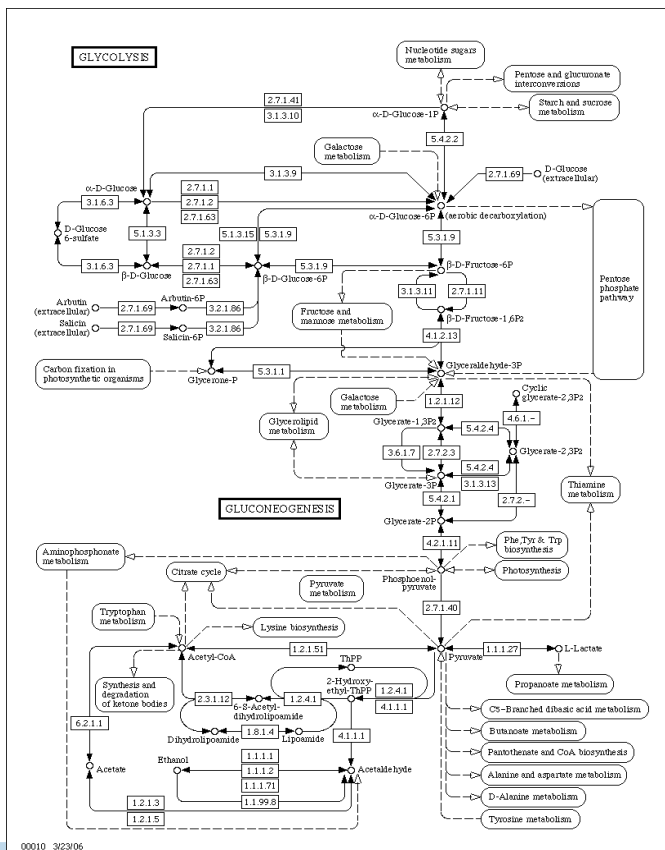 GLYCOLYSIS
Nucleotide sugars
metabolism
Pentose and glucuronate
interconversions
Starch and sucrose
metabolism
α-D-Glucose-1P
2.7.1.41
3.1.3.10
5.4.2.2
Galactose
metabolism
3.1.3.9
2.7.1.69
D-Glucose
(extracellular)
α-D-Glucose
3.1.6.3
2.7.1.1
2.7.1.2
2.7.1.63
α-D-Glucose-6P
(aerobic decarboxylation)
D-Glucose
6-sulfate
5.1.3.3
5.1.3.15
5.3.1.9
5.3.1.9
2.7.1.2
2.7.1.1
2.7.1.63
3.1.6.3
β-D-Glucose
β-D-Glucose-6P
5.3.1.9
β-D-Fructose-6P
Pentose
phosphate
pathway
3.1.3.11
2.7.1.11
Arbutin
(extracellular)
2.7.1.69
Arbutin-6P
3.2.1.86
Salicin
(extracellular)
2.7.1.69
Salicin-6P
3.2.1.86
Fructose and
mannose metabolism
β-D-Fructose-1,6P2
4.1.2.13
Carbon fixation in
photosynthetic organisms
Glycerone-P
5.3.1.1
Glyceraldehyde-3P
Galactose
metabolism
1.2.1.12
Cyclic
glycerate-2,3P2
4.6.1.-
Glycerolipid
metabolism
Glycerate-1,3P2
5.4.2.4
3.6.1.7
2.7.2.3
Glycerate-2,3P2
5.4.2.4
3.1.3.13
Glycerate-3P
5.4.2.1
2.7.2.-
Thiamine
metabolism
GLUCONEOGENESIS
Glycerate-2P
4.2.1.11
Phe,Tyr & Trp
biosynthesis
Aminophosphonate
metabolism
Citrate cycle
Pyruvate
metabolism
Phosphoenol-
pyruvate
Photosynthesis
2.7.1.40
Tryptophan
metabolism
Lysine biosynthesis
Acetyl-CoA
1.2.1.51
Pyruvate
1.1.1.27
L-Lactate
ThPP
Synthesis and
degradation
of ketone bodies
2-Hydroxy-
ethyl-ThPP
1.2.4.1
4.1.1.1
Propanoate metabolism
2.3.1.12
6-S-Acetyl-
dihydrolipoamide
1.2.4.1
C5-Branched dibasic acid metabolism
6.2.1.1
Dihydrolipoamide
1.8.1.4
Lipoamide
4.1.1.1
Butanoate metabolism
Pantothenate and CoA biosynthesis
Acetate
Ethanol
1.1.1.1
1.1.1.2
1.1.1.71
1.1.99.8
Acetaldehyde
Alanine and aspartate metabolism
D-Alanine metabolism
1.2.1.3
1.2.1.5
Tyrosine metabolism
00010 3/23/06